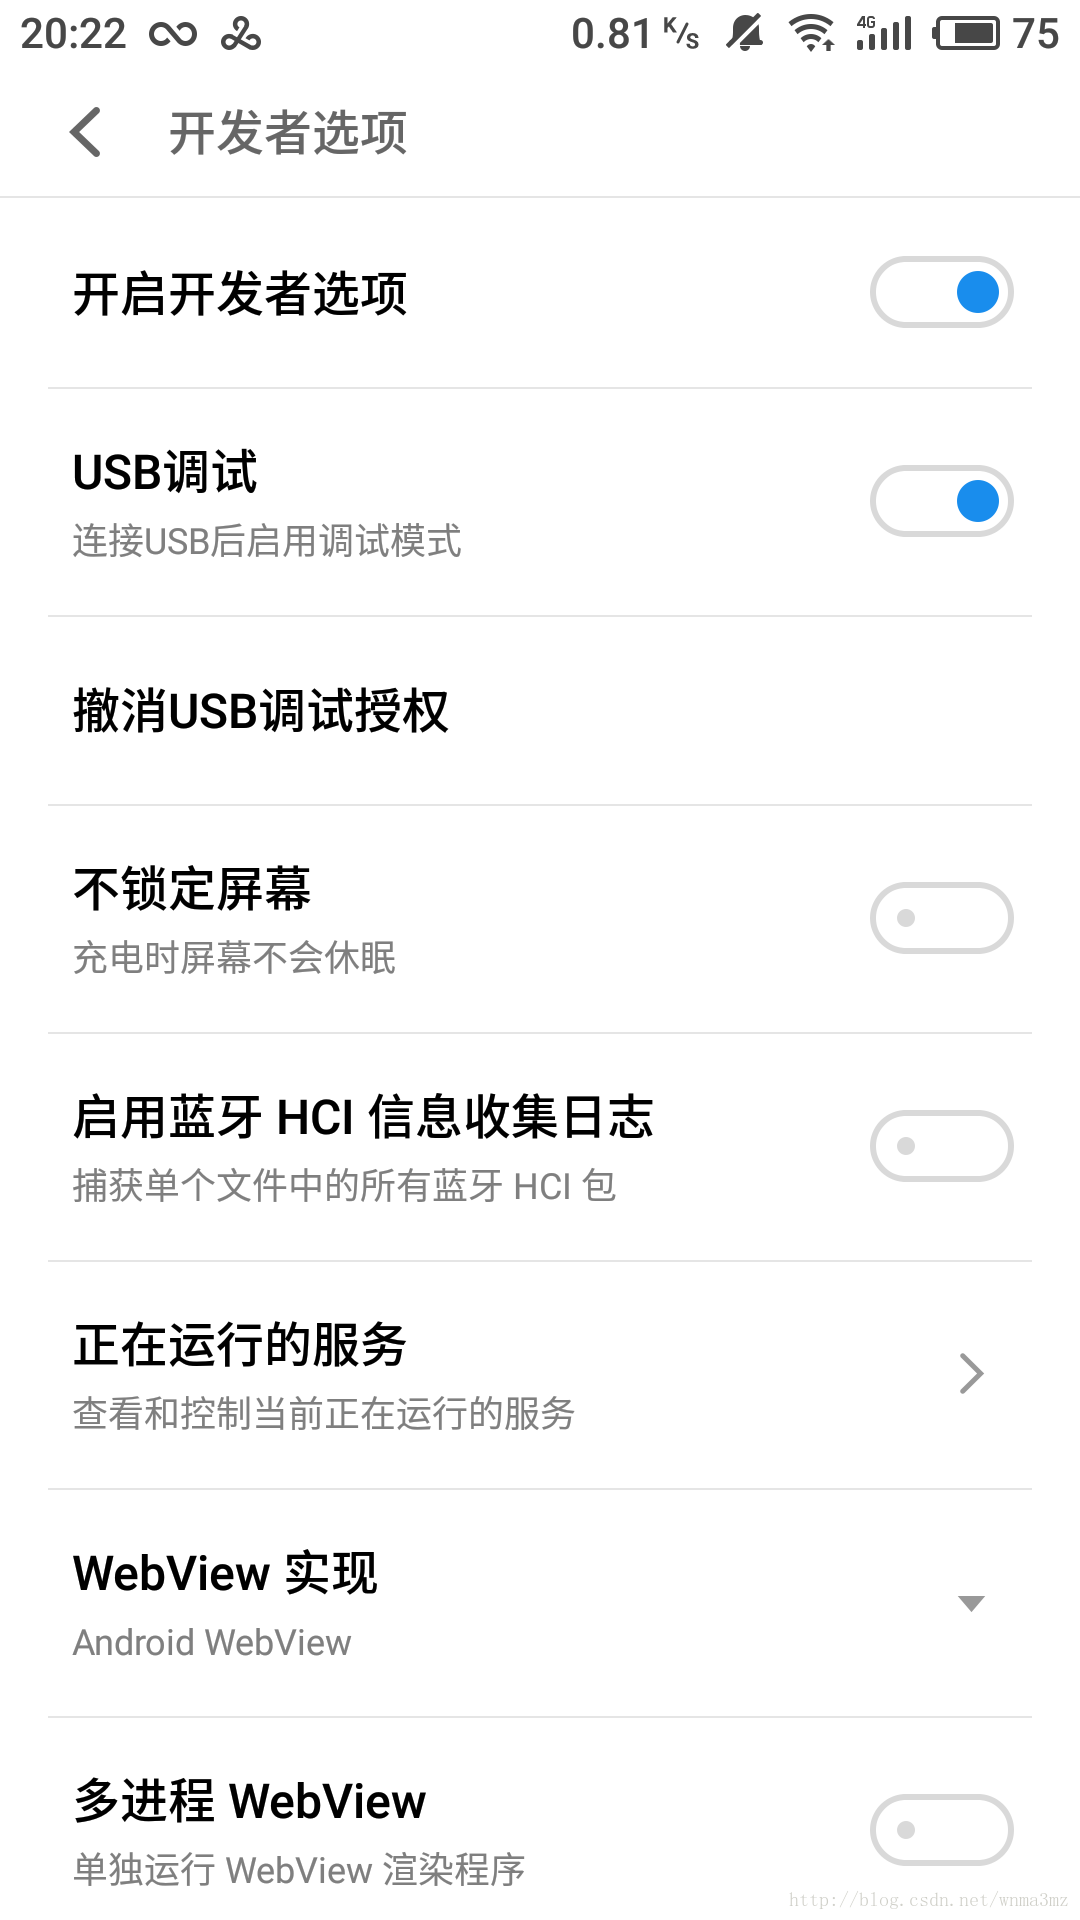 20:22 0.81 K/s 4G 75
开发者选项
开启开发者选项
USB调试
连接USB后启用调试模式
撤消USB调试授权
不锁定屏幕
充电时屏幕不会休眠
启用蓝牙 HCI 信息收集日志
捕获单个文件中的所有蓝牙 HCI 包
正在运行的服务
查看和控制当前正在运行的服务
WebView 实现
Android WebView
多进程 WebView
单独运行 WebView 渲染程序
http://blog.csdn.net/wnma3mz